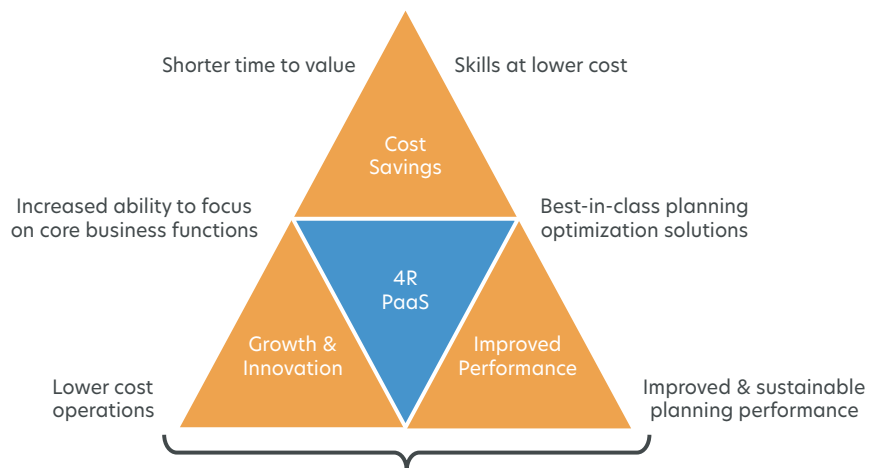 Shorter time to value
Skills at lower cost
Cost
Savings
Increased ability to focus
on core business functions
Best-in-class planning
optimization solutions
4R
PaaS
Growth &
Innovation
Improved
Performance
Lower cost
operations
Improved & sustainable
planning performance